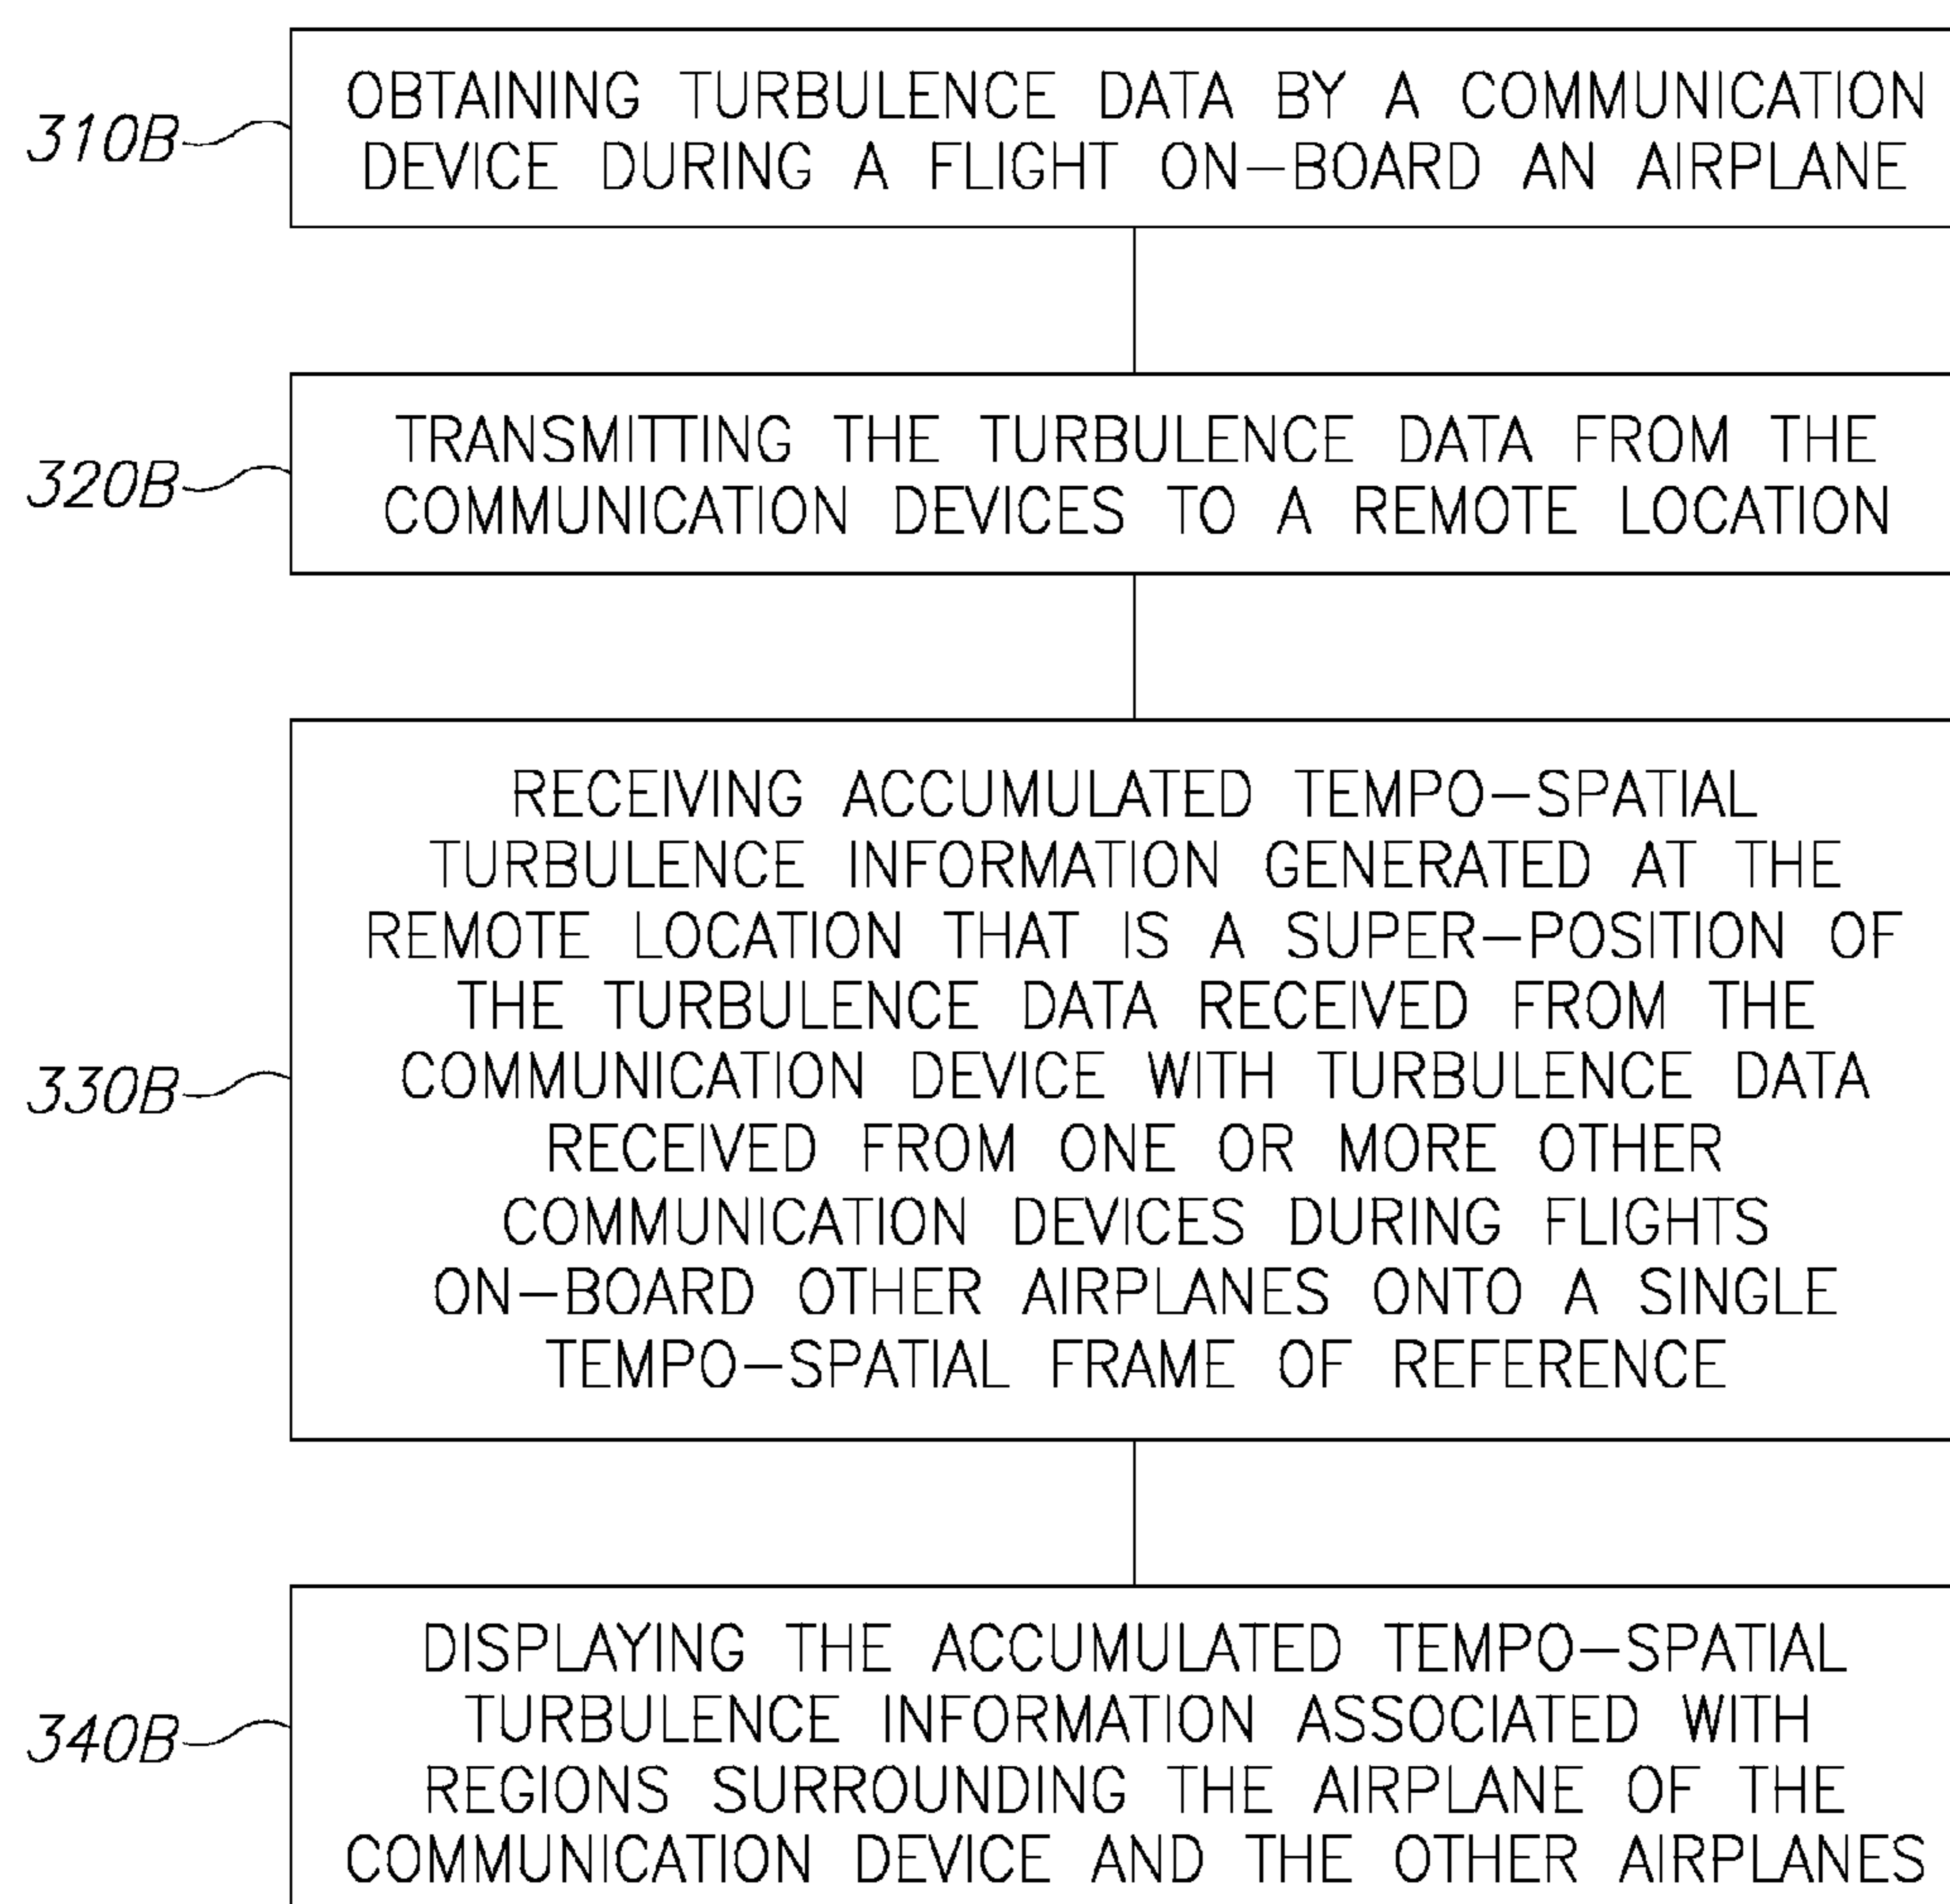 310B
OBTAINING TURBULENCE DATA BY A COMMUNICATION
DEVICE DURING A FLIGHT ON-BOARD AN AIRPLANE
320B
TRANSMITTING THE TURBULENCE DATA FROM THE
COMMUNICATION DEVICES TO A REMOTE LOCATION
330B
RECEIVING ACCUMULATED TEMPO-SPATIAL
TURBULENCE INFORMATION GENERATED AT THE
REMOTE LOCATION THAT IS A SUPER-POSITION OF
THE TURBULENCE DATA RECEIVED FROM THE
COMMUNICATION DEVICE WITH TURBULENCE DATA
RECEIVED FROM ONE OR MORE OTHER
COMMUNICATION DEVICES DURING FLIGHTS
ON-BOARD OTHER AIRPLANES ONTO A SINGLE
TEMPO-SPATIAL FRAME OF REFERENCE
340B
DISPLAYING THE ACCUMULATED TEMPO-SPATIAL
TURBULENCE INFORMATION ASSOCIATED WITH
REGIONS SURROUNDING THE AIRPLANE OF THE
COMMUNICATION DEVICE AND THE OTHER AIRPLANES